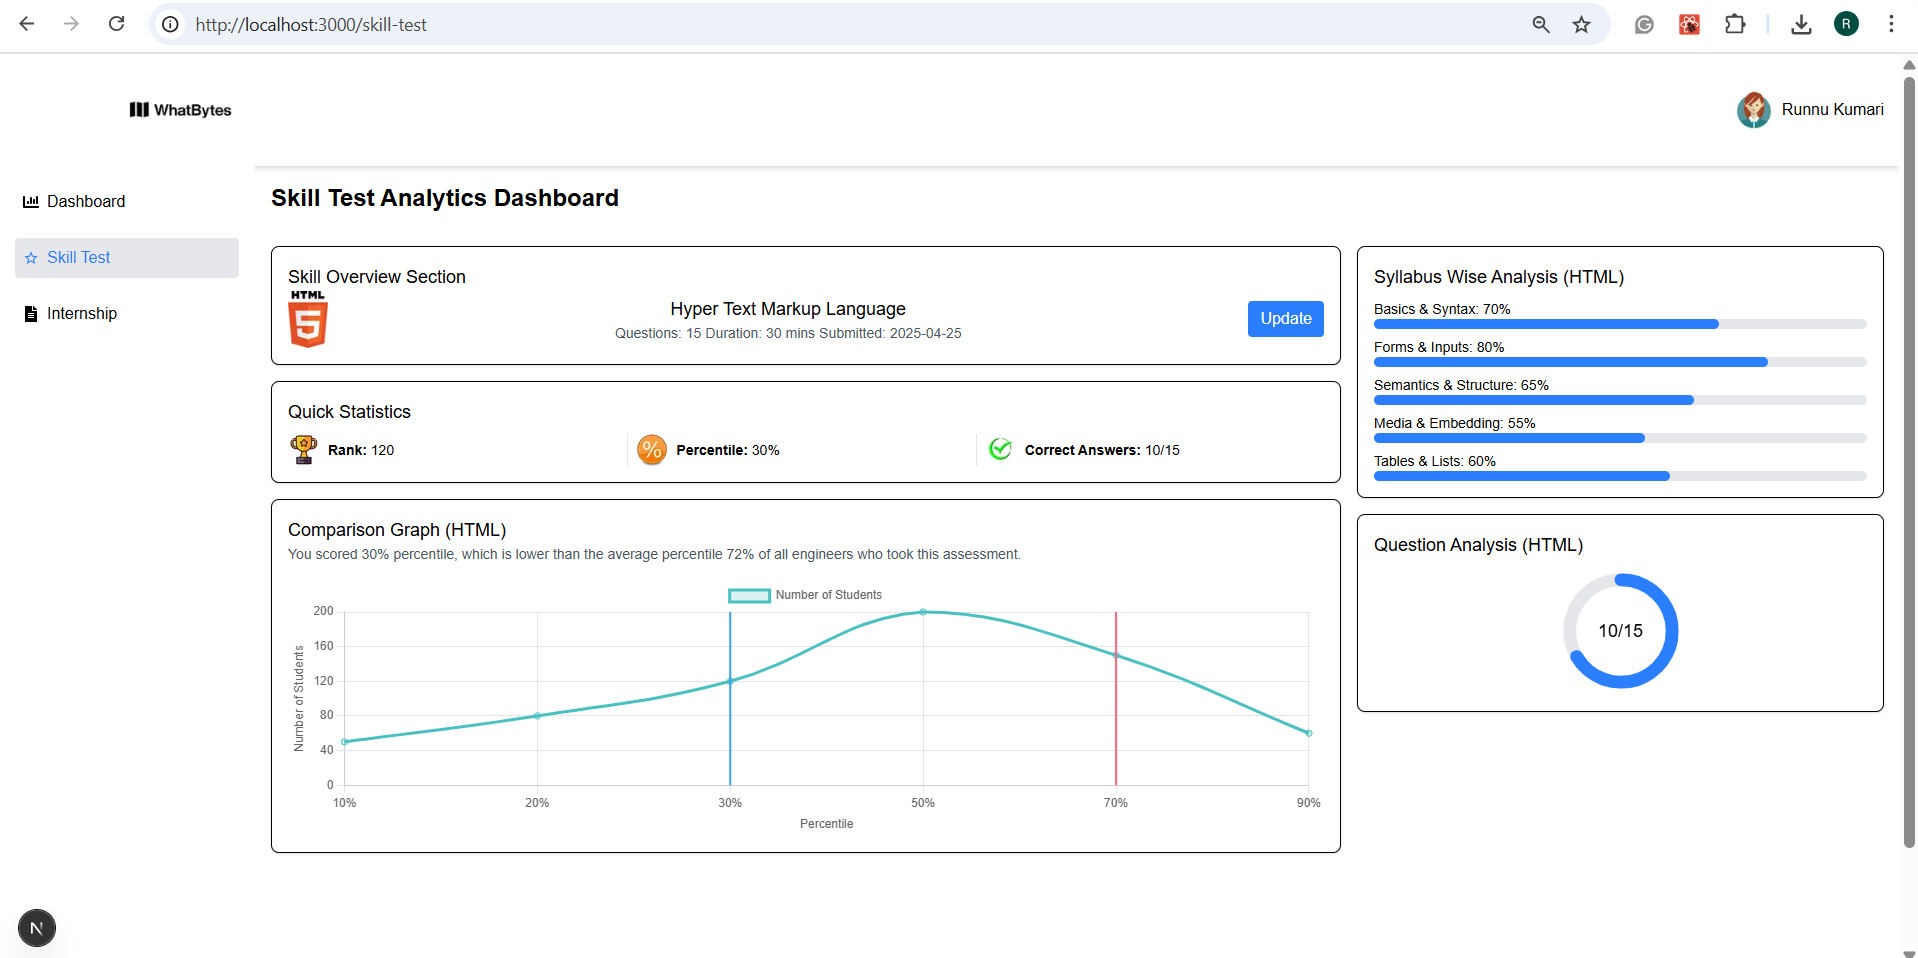 http://localhost:3000/skill-test
R
WhatBytes
Runnu Kumari
Dashboard
Skill Test
Internship
Skill Test Analytics Dashboard
Skill Overview Section
HTML
5
Hyper Text Markup Language
Questions: 15 Duration: 30 mins Submitted: 2025-04-25
Update
Quick Statistics
Rank: 120
%
Percentile: 30%
Correct Answers: 10/15
Comparison Graph (HTML)
You scored 30% percentile, which is lower than the average percentile 72% of all engineers who took this assessment.
Number of Students
Number of Students
200
160
120
80
40
0
10%
20%
30%
50%
70%
90%
Percentile
Syllabus Wise Analysis (HTML)
Basics & Syntax: 70%
Forms & Inputs: 80%
Semantics & Structure: 65%
Media & Embedding: 55%
Tables & Lists: 60%
Question Analysis (HTML)
10/15
N